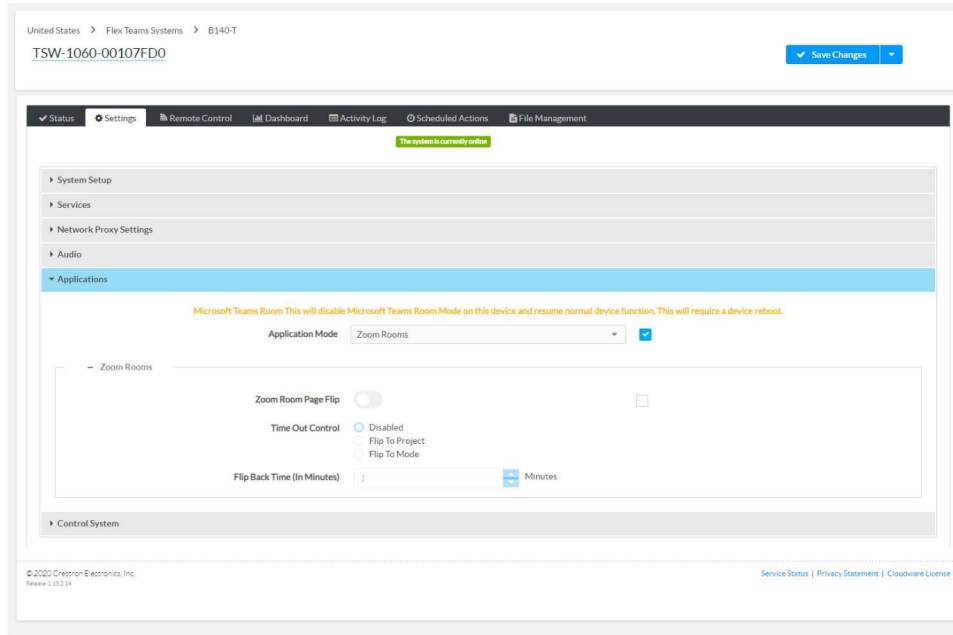 United States > Flex Teams Systems > B140-T
TSW-1060-00107FD0
Save Changes
Status Settings Remote Control Dashboard Activity Log Scheduled Actions File Management
The system is currently online
System Setup
Services
Network Proxy Settings
Audio
Applications
Microsoft Teams Room This will disable Microsoft Teams Room Mode on this device and resume normal device function. This will require a device reboot.
Application Mode Zoom Rooms
Zoom Rooms
Zoom Room Page Flip
Time Out Control Disabled
Flip To Project
Flip To Mode
Flip Back Time (In Minutes) 1 Minutes
Control System
© 2020 Crestron Electronics, Inc. Service Status | Privacy Statement | Cloudware License
Release-1.152.14